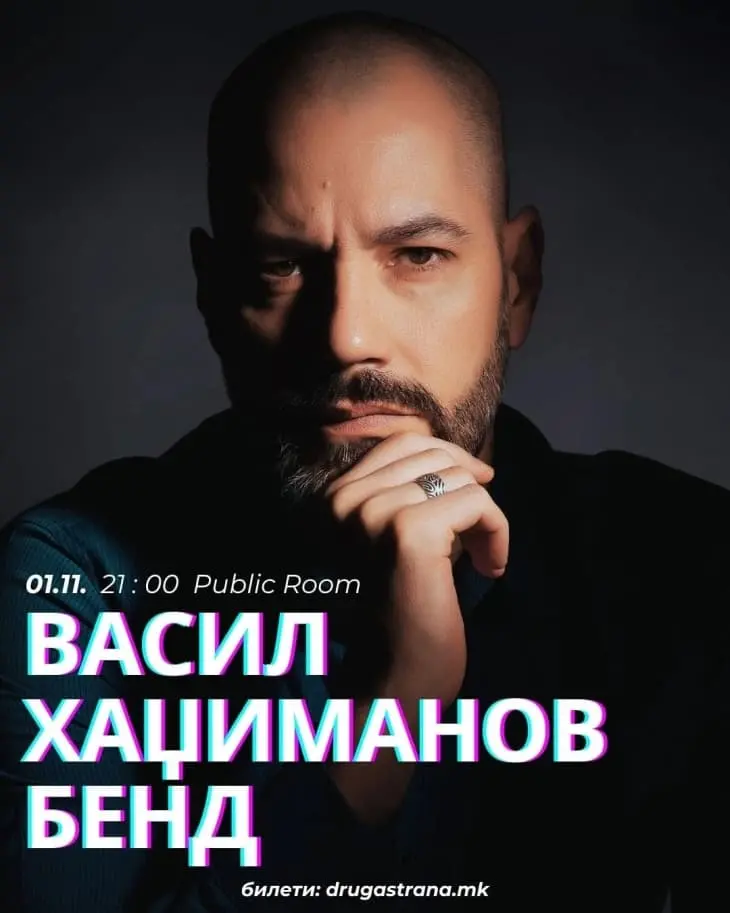 01.11. 21 : 00 Public Room
ВАСИЛ
ХАЏИМАНОВ
БЕНД
билети: drugastrana.mk